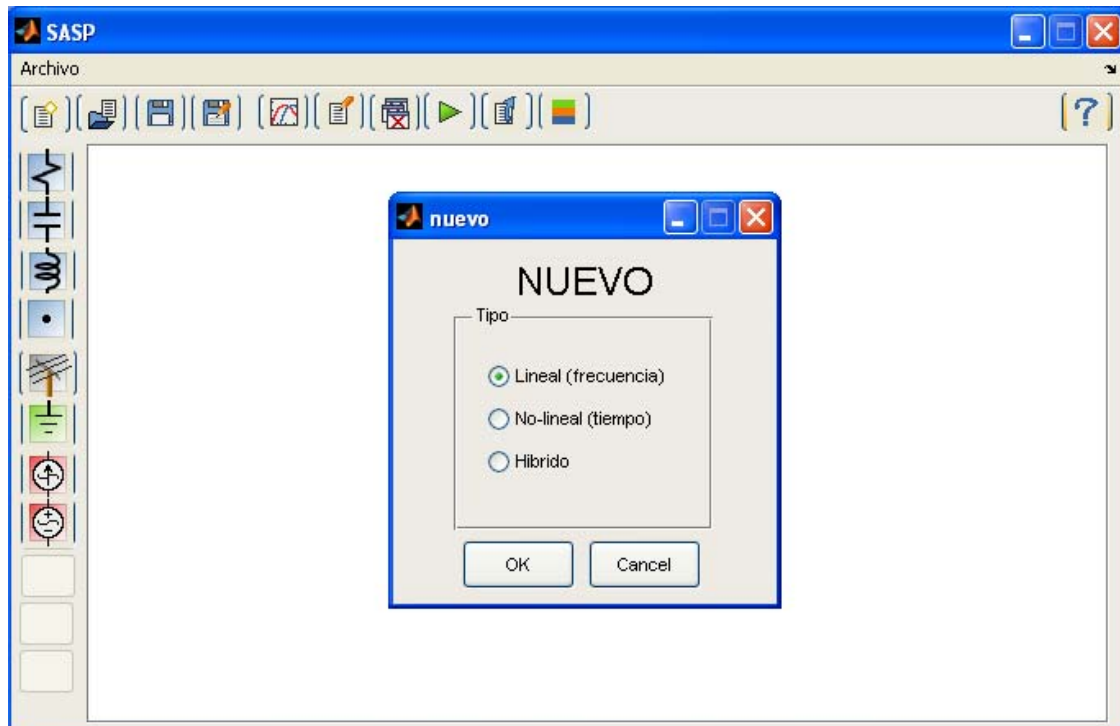 SASP
Archivo
?
nuevo
NUEVO
Tipo
Lineal (frecuencia)
No-lineal (tiempo)
Hibrido
OK
Cancel